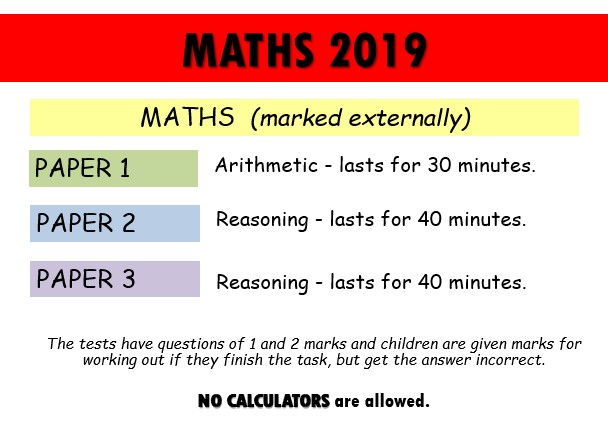 MATHS 2019
MATHS (marked externally)
PAPER 1
Arithmetic - lasts for 30 minutes.
PAPER 2
Reasoning - lasts for 40 minutes.
PAPER 3
Reasoning - lasts for 40 minutes.
The tests have questions of 1 and 2 marks and children are given marks for
working out if they finish the task, but get the answer incorrect.
NO CALCULATORS are allowed.